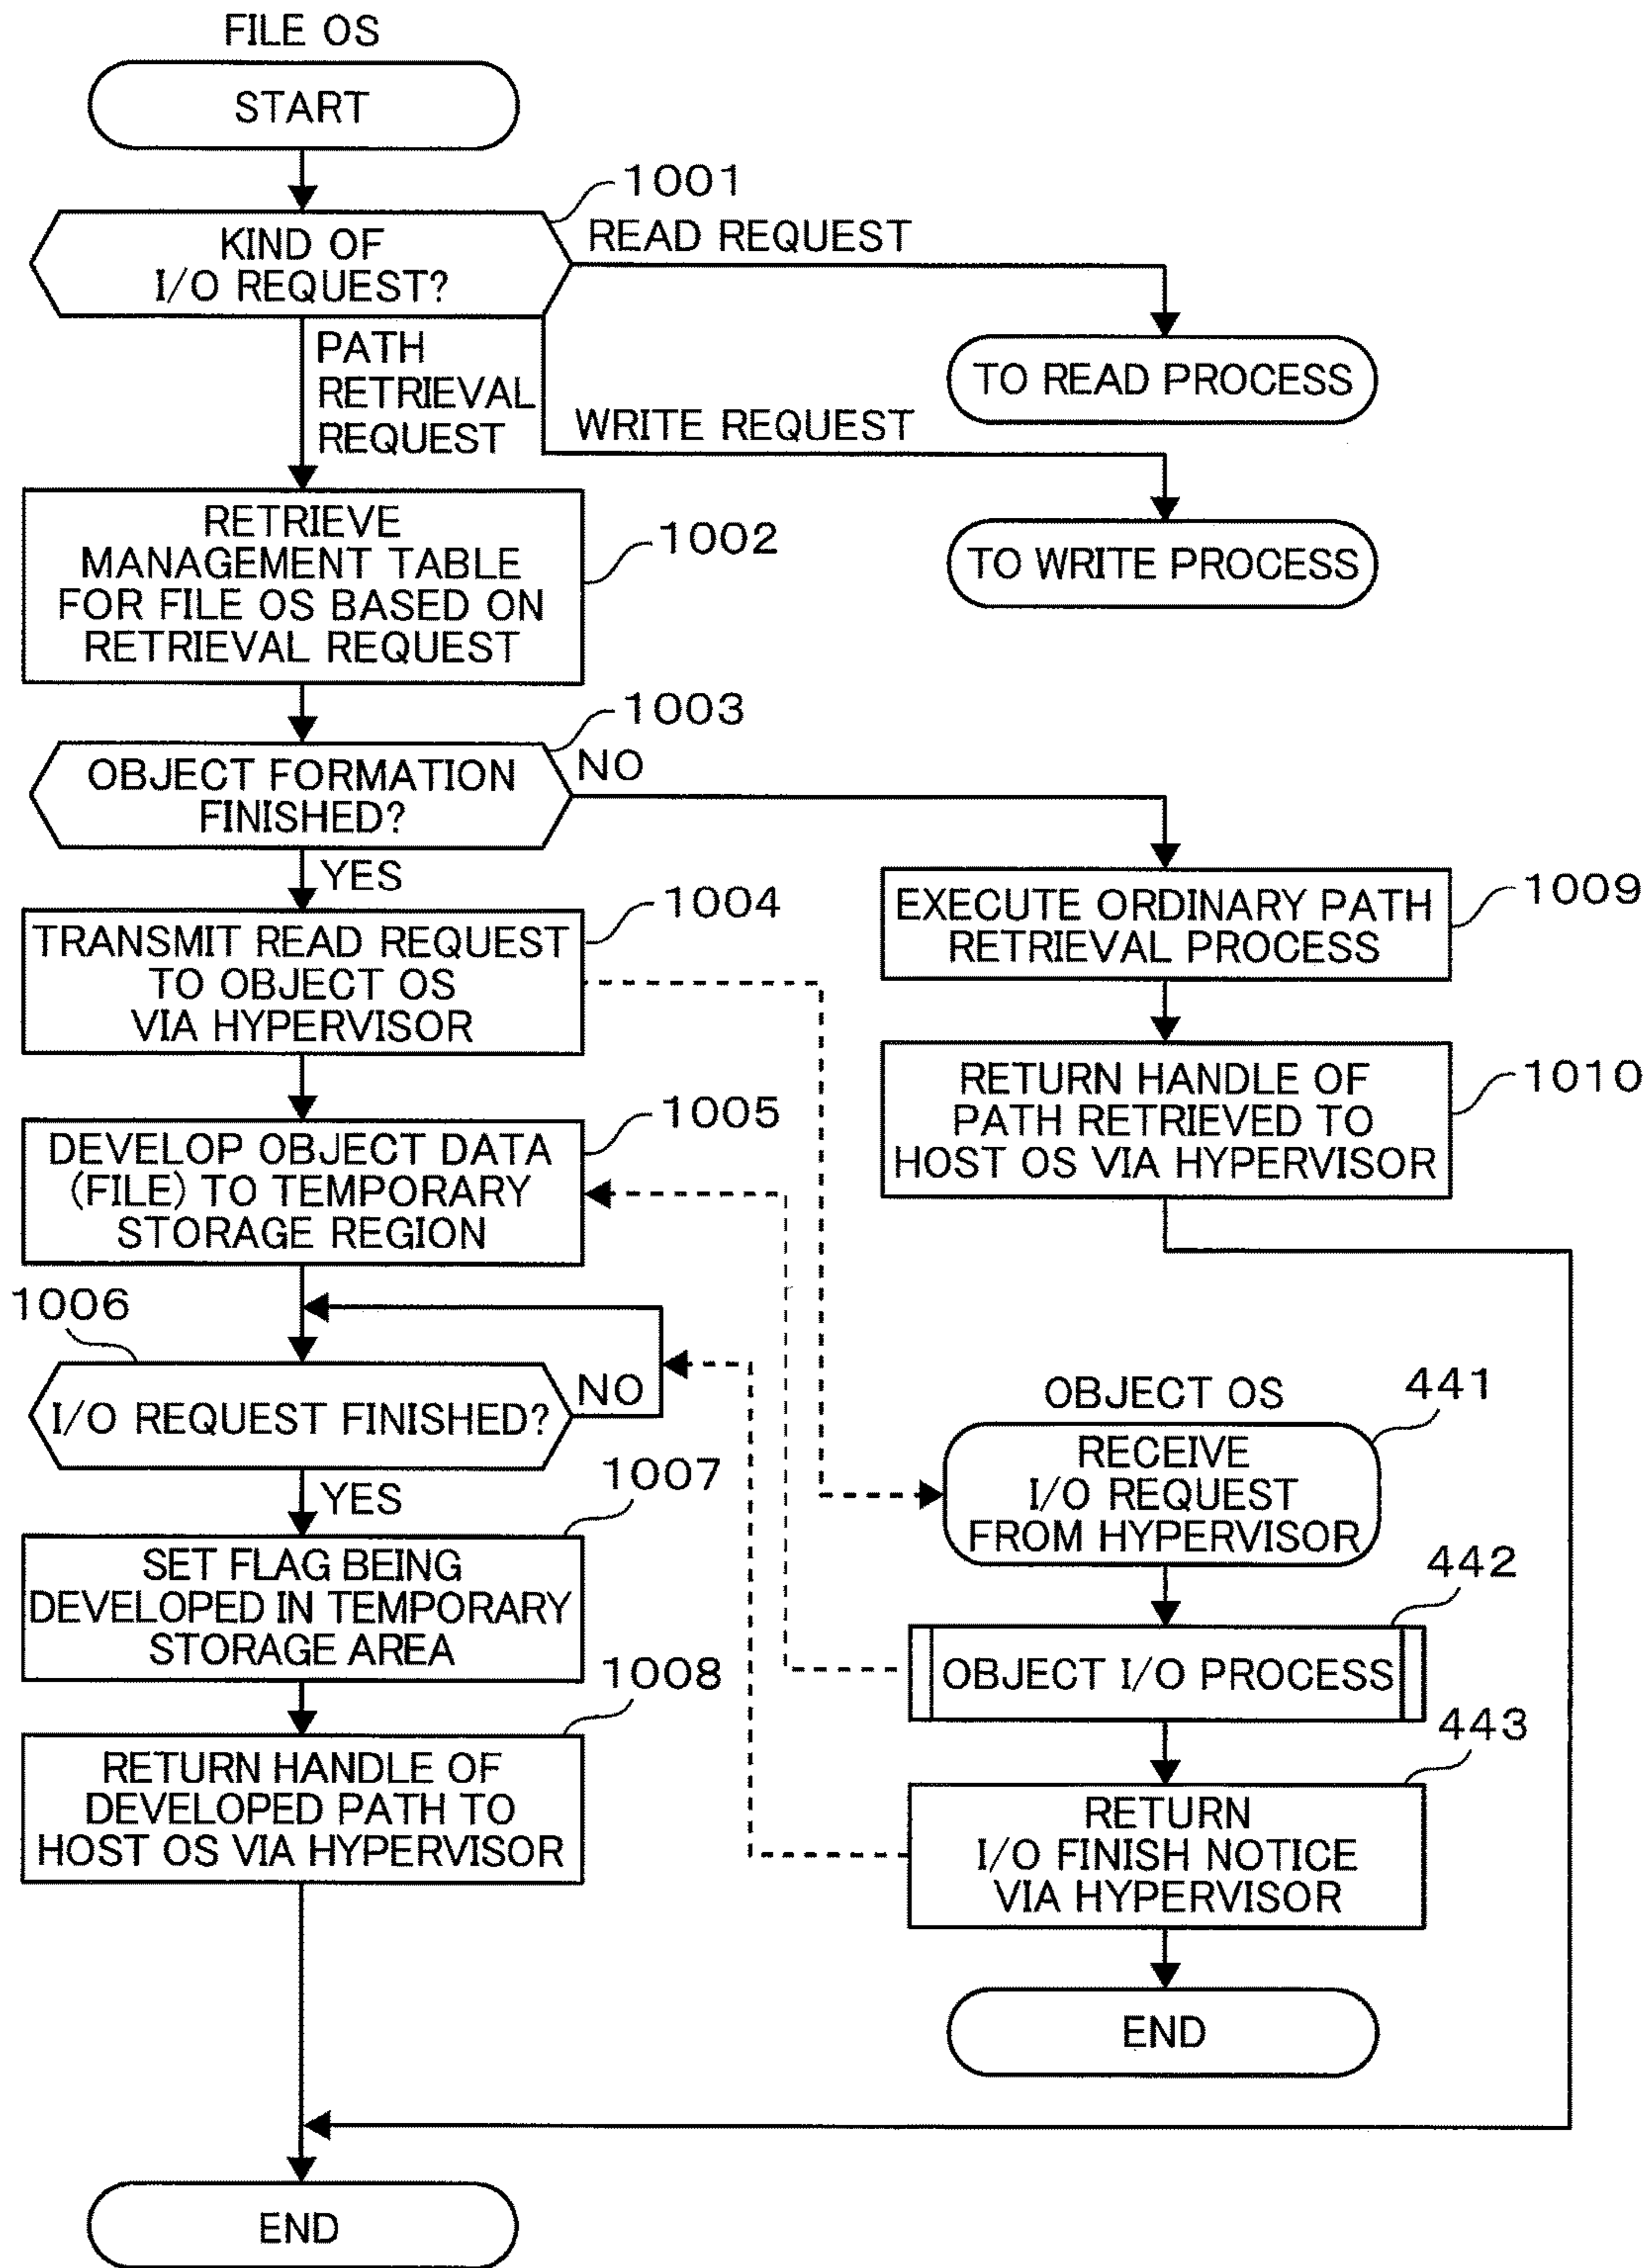 FILE OS
START
1001
KIND OF
I/O REQUEST?
READ REQUEST
TO READ PROCESS
PATH
RETRIEVAL
REQUEST
WRITE REQUEST
TO WRITE PROCESS
1002
RETRIEVE
MANAGEMENT TABLE
FOR FILE OS BASED ON
RETRIEVAL REQUEST
1003
OBJECT FORMATION
FINISHED?
NO
YES
1004
TRANSMIT READ REQUEST
TO OBJECT OS
VIA HYPERVISOR
1009
EXECUTE ORDINARY PATH
RETRIEVAL PROCESS
1010
RETURN HANDLE OF
PATH RETRIEVED TO
HOST OS VIA HYPERVISOR
1005
DEVELOP OBJECT DATA
(FILE) TO TEMPORARY
STORAGE REGION
1006
I/O REQUEST FINISHED?
NO
YES
OBJECT OS
441
RECEIVE
I/O REQUEST
FROM HYPERVISOR
1007
SET FLAG BEING
DEVELOPED IN TEMPORARY
STORAGE AREA
442
OBJECT I/O PROCESS
1008
RETURN HANDLE OF
DEVELOPED PATH TO
HOST OS VIA HYPERVISOR
443
RETURN
I/O FINISH NOTICE
VIA HYPERVISOR
END
END